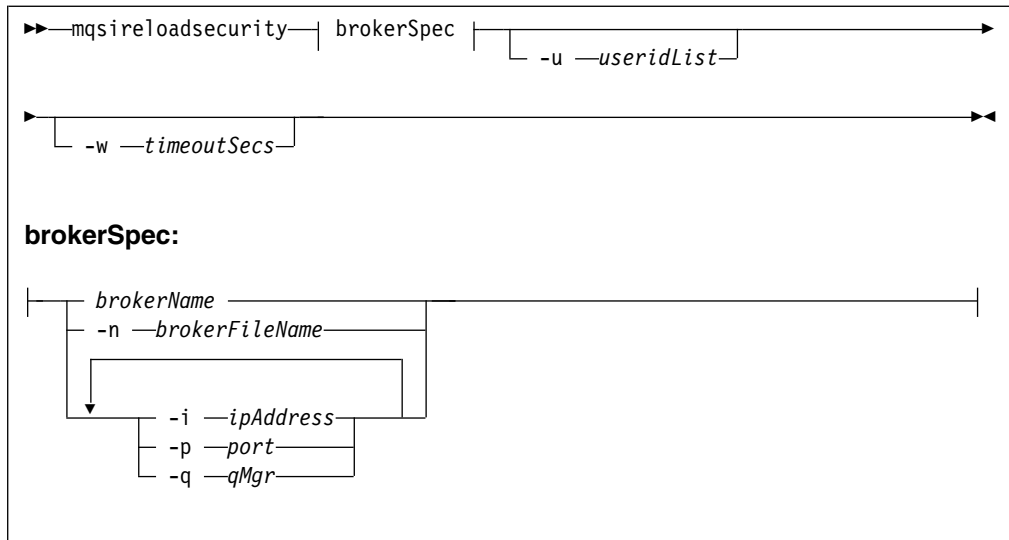 mqsireloadsecurity brokerSpec
-u useridList
-w timeoutSecs
brokerSpec:
brokerName
-n brokerFileName
-i ipAddress
-p port
-q qMgr